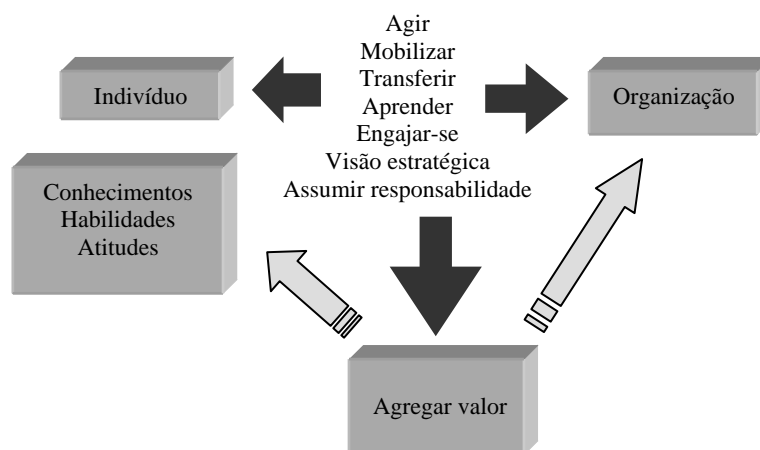 Agir
Mobilizar
Transferir
Aprender
Engajar-se
Visão estratégica
Assumir responsabilidade
Indivíduo
Organização
Conhecimentos
Habilidades
Atitudes
Agregar valor